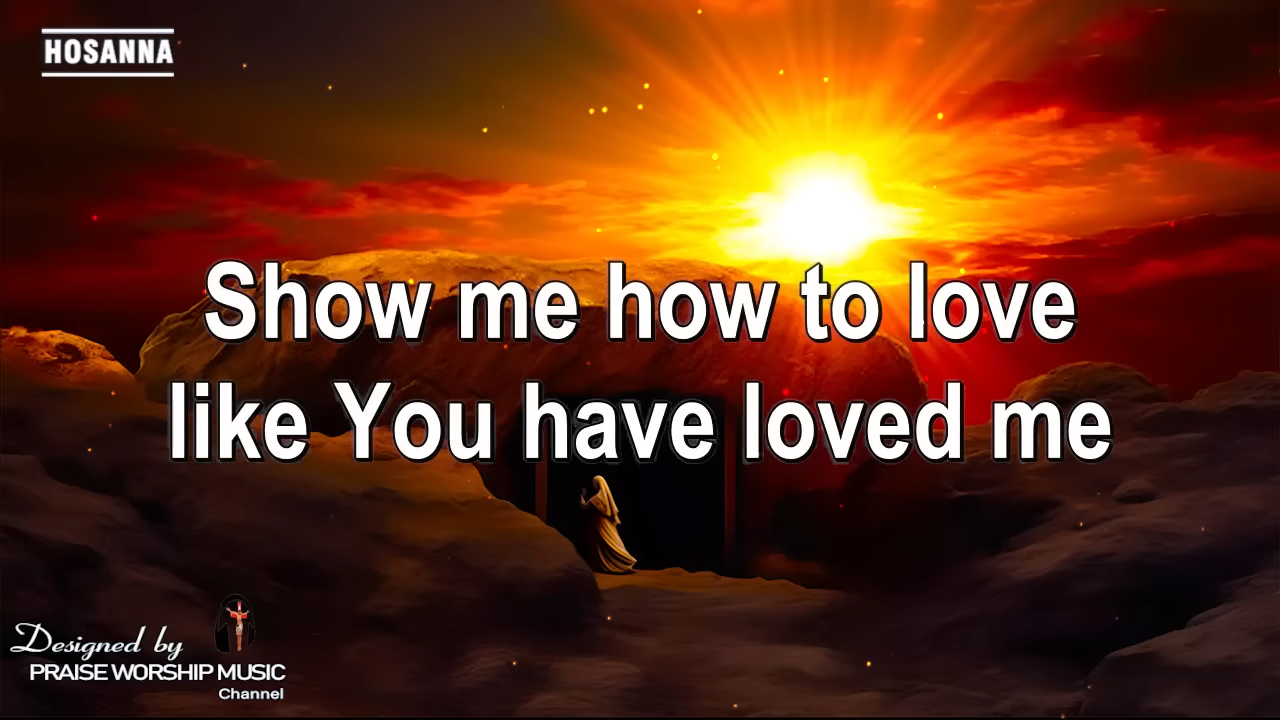 HOSANNA
Show me how to love
like You have loved me
Designed by
PRAISE WORSHIP MUSIC
Channel